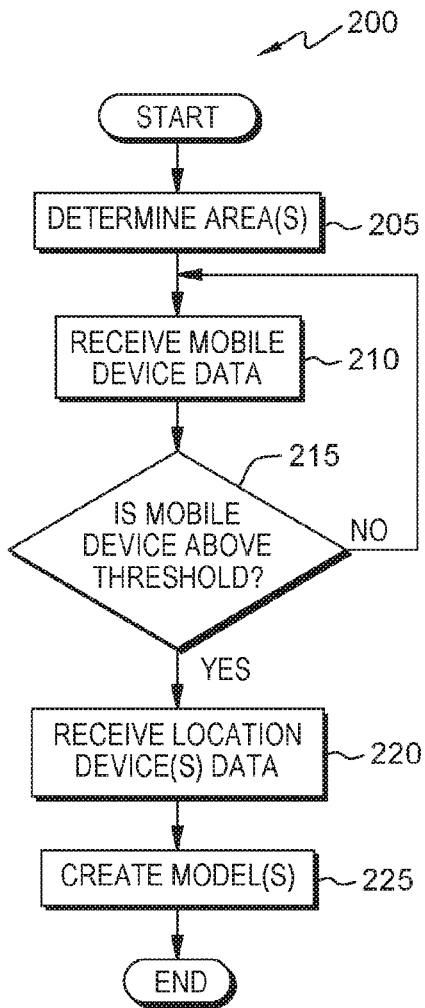 200
START
DETERMINE AREA(S)
205
RECEIVE MOBILE
DEVICE DATA
210
215
IS MOBILE
DEVICE ABOVE
THRESHOLD?
NO
YES
RECEIVE LOCATION
DEVICE(S) DATA
220
CREATE MODEL(S)
225
END